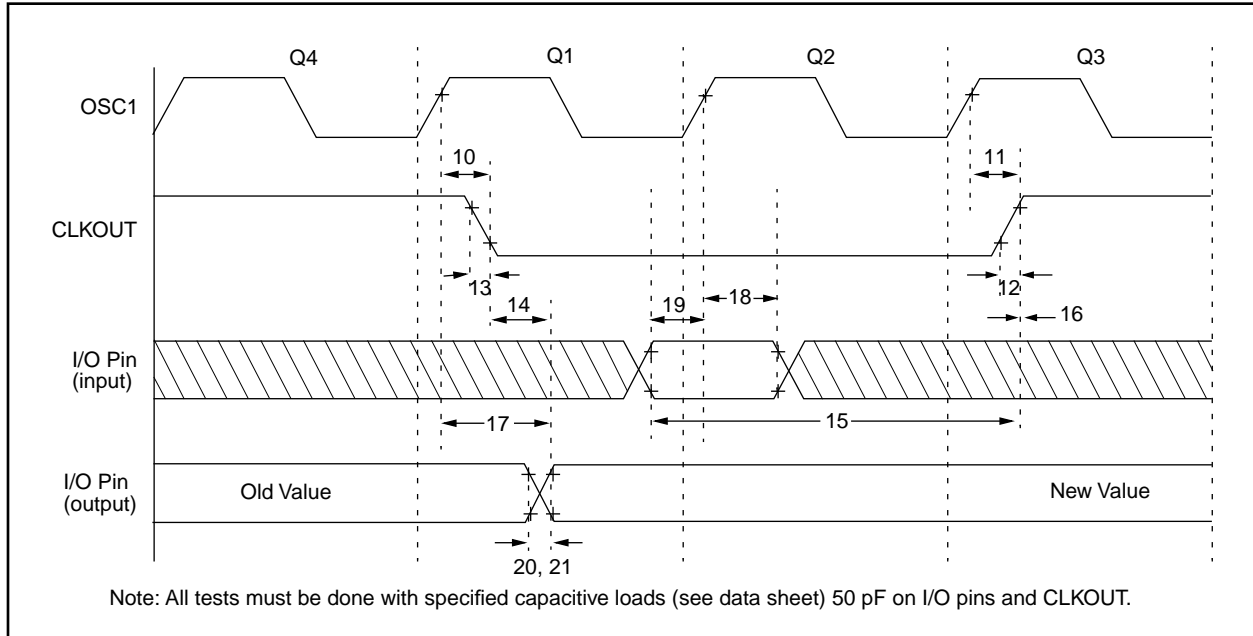 Q4 Q1 Q2 Q3
OSC1
10 11
CLKOUT
13 12
14 19 18 16
I/O Pin
(input)
17 15
I/O Pin
(output)
Old Value New Value
20, 21
Note: All tests must be done with specified capacitive loads (see data sheet) 50 pF on I/O pins and CLKOUT.